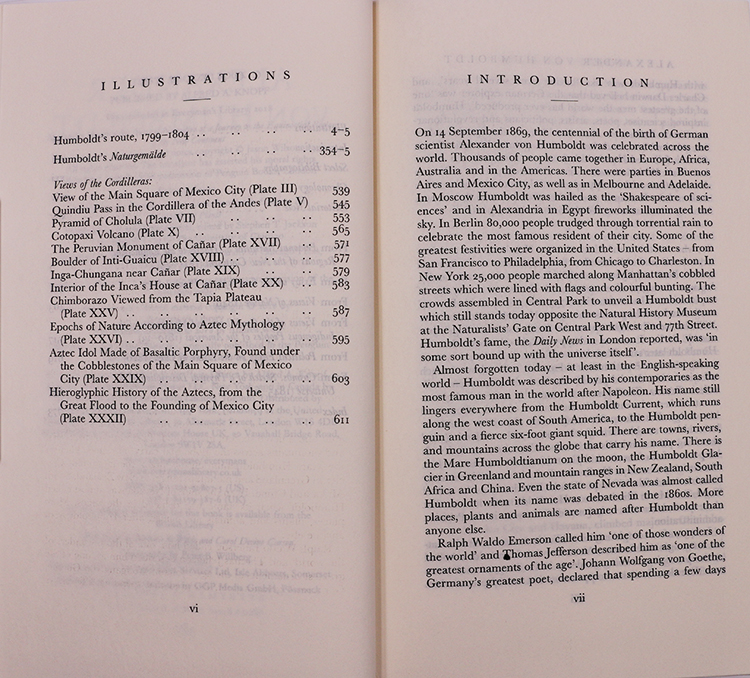 ILLUSTRATIONS
Humboldt's route, 1799–1804 .. .. .. .. 4–5
Humboldt's Naturgemälde .. .. .. .. 354–5
Views of the Cordilleras:
View of the Main Square of Mexico City (Plate III) 539
Quindiu Pass in the Cordillera of the Andes (Plate V) 545
Pyramid of Cholula (Plate VII) .. .. .. 553
Cotopaxi Volcano (Plate X) .. .. .. .. 565
The Peruvian Monument of Cañar (Plate XVII) .. 571
Boulder of Inti-Guaicu (Plate XVIII) .. .. .. 577
Inga-Chungana near Cañar (Plate XIX) .. .. 579
Interior of the Inca's House at Cañar (Plate XX) .. 583
Chimborazo Viewed from the Tapia Plateau
(Plate XXV) .. .. .. .. .. 587
Epochs of Nature According to Aztec Mythology
(Plate XXVI) .. .. .. .. .. 595
Aztec Idol Made of Basaltic Porphyry, Found under
the Cobblestones of the Main Square of Mexico
City (Plate XXIX) .. .. .. .. .. 603
Hieroglyphic History of the Aztecs, from the
Great Flood to the Founding of Mexico City
(Plate XXXII) .. .. .. .. .. 611
vi
INTRODUCTION
On 14 September 1869, the centennial of the birth of German
scientist Alexander von Humboldt was celebrated across the
world. Thousands of people came together in Europe, Africa,
Australia and in the Americas. There were parties in Buenos
Aires and Mexico City, as well as in Melbourne and Adelaide.
In Moscow Humboldt was hailed as the 'Shakespeare of sci-
ences' and in Alexandria in Egypt fireworks illuminated the
sky. In Berlin 80,000 people trudged through torrential rain to
celebrate the most famous resident of their city. Some of the
greatest festivities were organized in the United States – from
San Francisco to Philadelphia, from Chicago to Charleston. In
New York 25,000 people marched along Manhattan's cobbled
streets which were lined with flags and colourful bunting. The
crowds assembled in Central Park to unveil a Humboldt bust
which still stands today opposite the Natural History Museum
at the Naturalists' Gate on Central Park West and 77th Street.
Humboldt's fame, the Daily News in London reported, was 'in
some sort bound up with the universe itself'.
Almost forgotten today – at least in the English-speaking
world – Humboldt was described by his contemporaries as the
most famous man in the world after Napoleon. His name still
lingers everywhere from the Humboldt Current, which runs
along the west coast of South America, to the Humboldt pen-
guin and a fierce six-foot giant squid. There are towns, rivers,
and mountains across the globe that carry his name. There is
the Mare Humboldtianum on the moon, the Humboldt Gla-
cier in Greenland and mountain ranges in New Zealand, South
Africa and China. Even the state of Nevada was almost called
Humboldt when its name was debated in the 1860s. More
places, plants and animals are named after Humboldt than
anyone else.
Ralph Waldo Emerson called him 'one of those wonders of
the world' and Thomas Jefferson described him as 'one of the
greatest ornaments of the age'. Johann Wolfgang von Goethe,
Germany's greatest poet, declared that spending a few days
vii